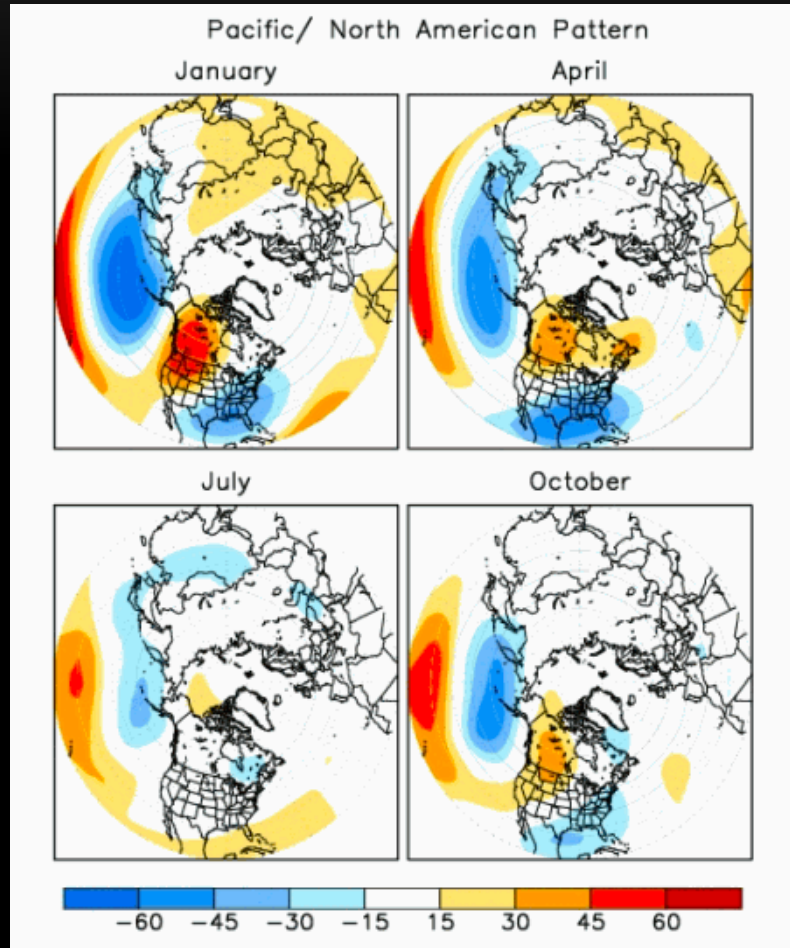 Pacific/ North American Pattern
January
April
July
October
−60 −45 −30 −15 15 30 45 60